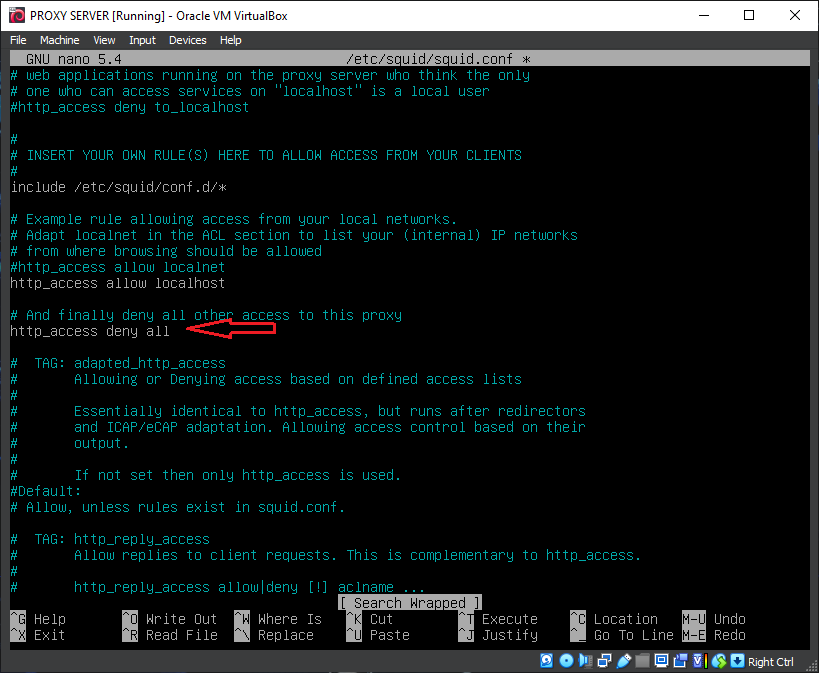 PROXY SERVER [Running] - Oracle VM VirtualBox
File Machine View Input Devices Help
GNU nano 5.4 /etc/squid/squid.conf *
# web applications running on the proxy server who think the only
# one who can access services on "localhost" is a local user
#http_access deny to_localhost
#
# INSERT YOUR OWN RULE(S) HERE TO ALLOW ACCESS FROM YOUR CLIENTS
#
include /etc/squid/conf.d/*
# Example rule allowing access from your local networks.
# Adapt localnet in the ACL section to list your (internal) IP networks
# from where browsing should be allowed
#http_access allow localnet
http_access allow localhost
# And finally deny all other access to this proxy
http_access deny all
# TAG: adapted_http_access
# Allowing or Denying access based on defined access lists
#
# Essentially identical to http_access, but runs after redirectors
# and ICAP/eCAP adaptation. Allowing access control based on their
# output.
#
# If not set then only http_access is used.
#Default:
# Allow, unless rules exist in squid.conf.
# TAG: http_reply_access
# Allow replies to client requests. This is complementary to http_access.
#
# http_reply_access allow|deny [!] aclname ...
[ Search Wrapped ]
^G Help ^O Write Out ^W Where Is ^K Cut ^T Execute ^C Location M-U Undo
^X Exit ^R Read File ^\ Replace ^U Paste ^J Justify ^_ Go To Line M-E Redo
Right Ctrl